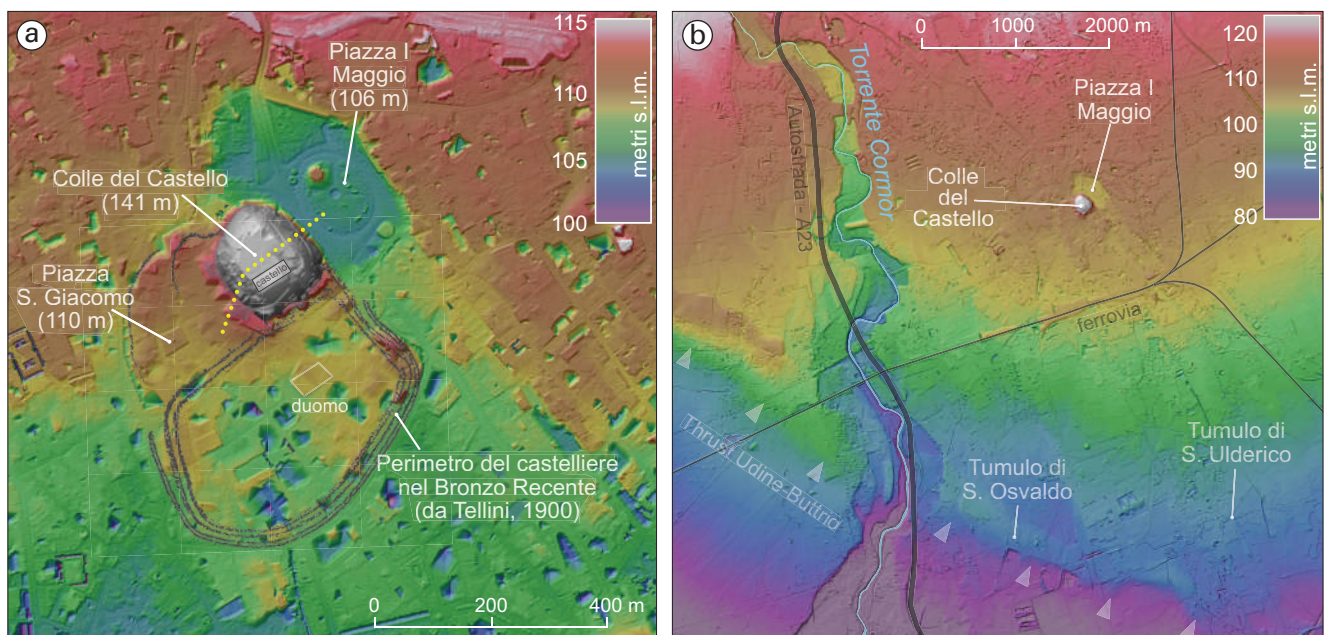 a
115
110
105
100
metri s.l.m.
Piazza I
Maggio
(106 m)
Colle del Castello
(141 m)
castello
Piazza
S. Giacomo
(110 m)
duomo
Perimetro del castelliere
nel Bronzo Recente
(da Tellini, 1900)
0 200 400 m
b
0 1000 2000 m
120
110
100
90
80
metri s.l.m.
Torrente Cormor
Autostrada - A23
Piazza I
Maggio
Colle
del
Castello
ferrovia
Thrust Udine-Buttrio
Tumulo di
S. Osvaldo
Tumulo di
S. Ulderico